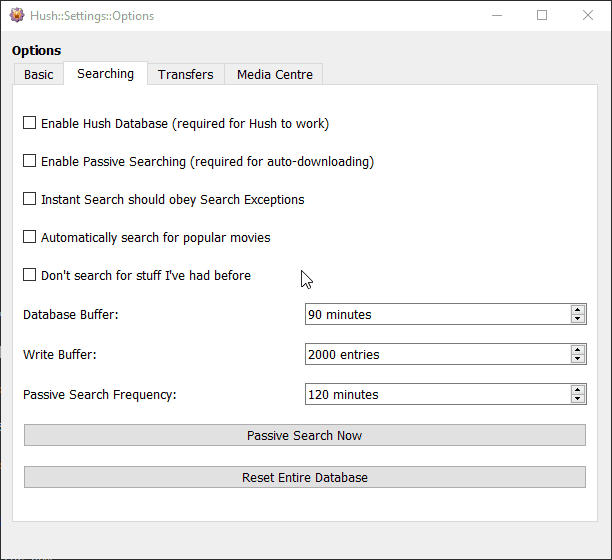 Hush::Settings::Options
Options
Basic Searching Transfers Media Centre
Enable Hush Database (required for Hush to work)
Enable Passive Searching (required for auto-downloading)
Instant Search should obey Search Exceptions
Automatically search for popular movies
Don't search for stuff I've had before
Database Buffer: 90 minutes
Write Buffer: 2000 entries
Passive Search Frequency: 120 minutes
Passive Search Now
Reset Entire Database